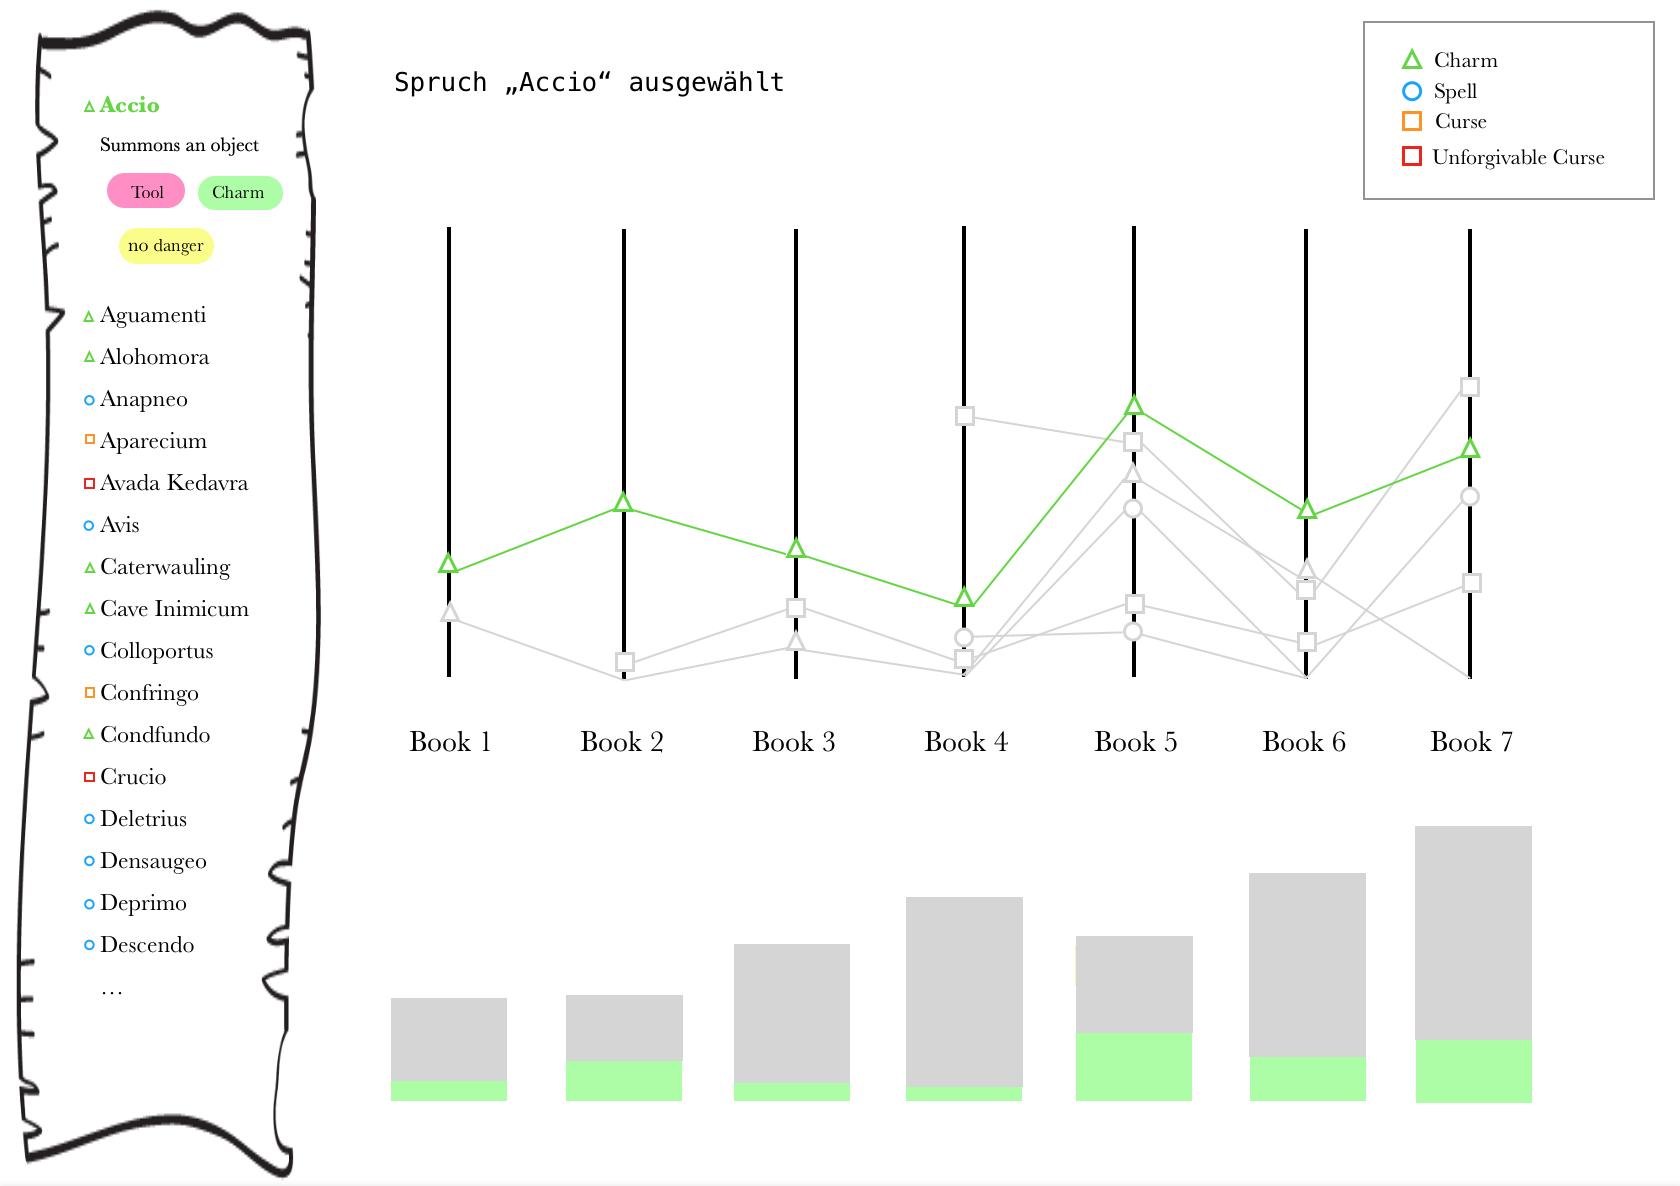 Accio
Summons an object
Tool
Charm
no danger
Aguamenti
Alohomora
Anapneo
Aparecium
Avada Kedavra
Avis
Caterwauling
Cave Inimicum
Colloportus
Confringo
Condfundo
Crucio
Deletrius
Densaugeo
Deprimo
Descendo
…
Spruch „Accio“ ausgewählt
Charm
Spell
Curse
Unforgivable Curse
Book 1
Book 2
Book 3
Book 4
Book 5
Book 6
Book 7